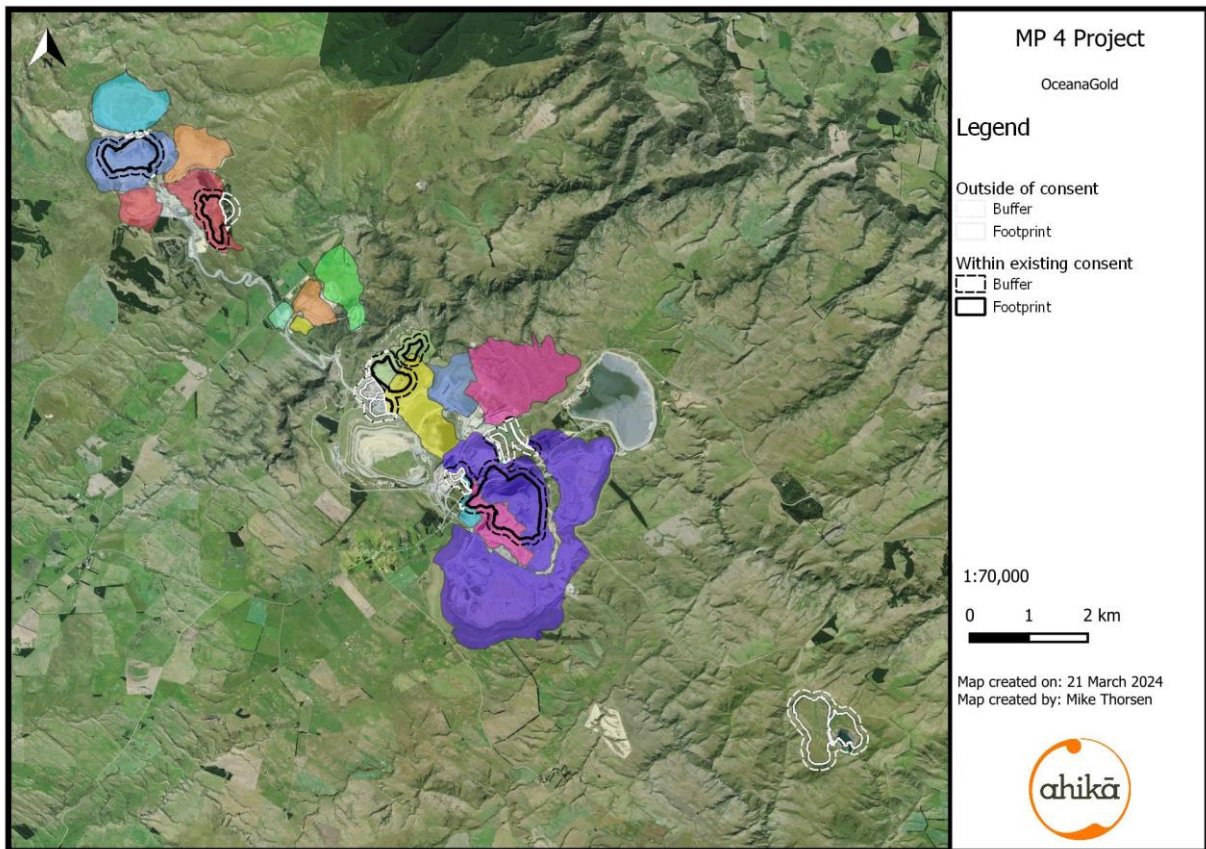 MP 4 Project
OceanaGold
Legend
Outside of consent
Buffer
Footprint
Within existing consent
Buffer
Footprint
1:70,000
0 1 2 km
Map created on: 21 March 2024
Map created by: Mike Thorsen
ahikā
N